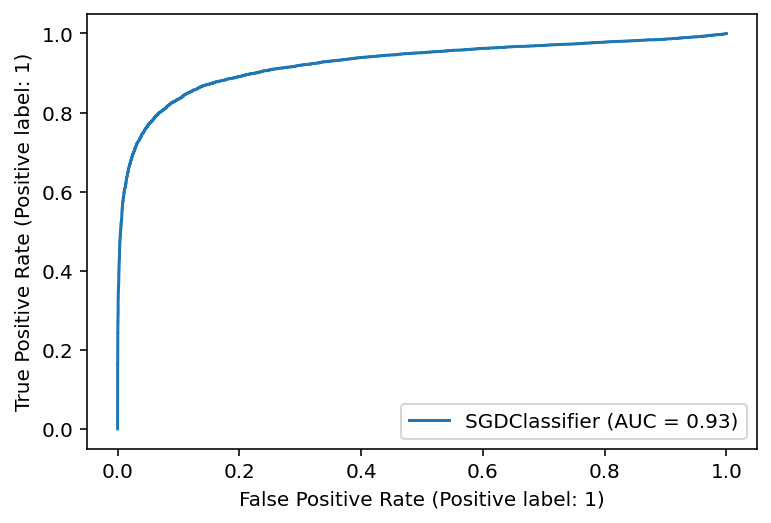 True Positive Rate (Positive label: 1)
1.0
0.8
0.6
0.4
0.2
0.0
SGDClassifier (AUC = 0.93)
0.0 0.2 0.4 0.6 0.8 1.0
False Positive Rate (Positive label: 1)